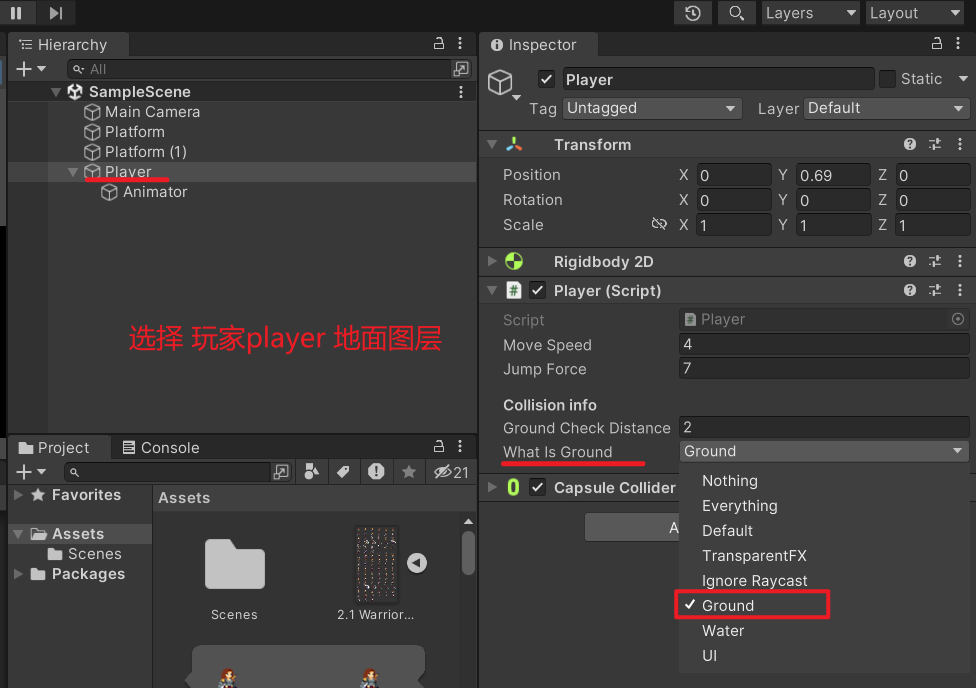 Layers
Layout
Hierarchy
All
SampleScene
Main Camera
Platform
Platform (1)
Player
Animator
选择 玩家player 地面图层
Inspector
Player
Static
Tag
Untagged
Layer
Default
Transform
Position
X 0 Y 0.69 Z 0
Rotation
X 0 Y 0 Z 0
Scale
X 1 Y 1 Z 1
Rigidbody 2D
# Player (Script)
Script
# Player
Move Speed
4
Jump Force
7
Collision info
Ground Check Distance
2
What Is Ground
Ground
Capsule Collider
A
Nothing
Everything
Default
TransparentFX
Ignore Raycast
Ground
Water
UI
Project
Console
21
Favorites
Assets
Scenes
Packages
Assets
Scenes
2.1 Warrior...